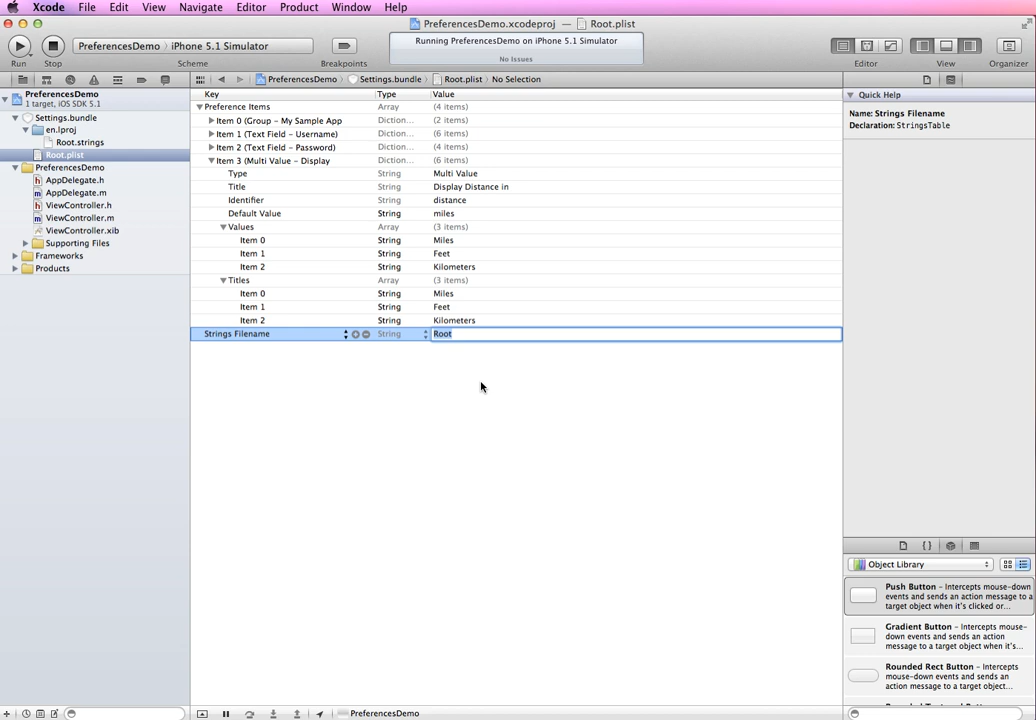 Xcode File Edit View Navigate Editor Product Window Help
PreferencesDemo.xcodeproj — Root.plist
PreferencesDemo › iPhone 5.1 Simulator
Running PreferencesDemo on iPhone 5.1 Simulator
No Issues
Run Stop Scheme Breakpoints Editor View Organizer
PreferencesDemo › Settings.bundle › Root.plist › No Selection
PreferencesDemo
1 target, iOS SDK 5.1
Settings.bundle
en.lproj
Root.strings
Root.plist
PreferencesDemo
AppDelegate.h
AppDelegate.m
ViewController.h
ViewController.m
ViewController.xib
Supporting Files
Frameworks
Products
Key Type Value
Preference Items Array (4 items)
Item 0 (Group – My Sample App Diction... (2 items)
Item 1 (Text Field – Username) Diction... (6 items)
Item 2 (Text Field – Password) Diction... (6 items)
Item 3 (Multi Value – Display Diction... (6 items)
Type String Multi Value
Title String Display Distance in
Identifier String distance
Default Value String miles
Values Array (3 items)
Item 0 String Miles
Item 1 String Feet
Item 2 String Kilometers
Titles Array (3 items)
Item 0 String Miles
Item 1 String Feet
Item 2 String Kilometers
Strings Filename String Root
Quick Help
Name: Strings Filename
Declaration: StringsTable
Object Library
Push Button – Intercepts mouse-down
events and sends an action message to a
target object when it's clicked or...
Gradient Button – Intercepts mouse-
down events and sends an action
message to a target object when it's...
Rounded Rect Button – Intercepts
mouse-down events and sends an
action message to a target object...
PreferencesDemo